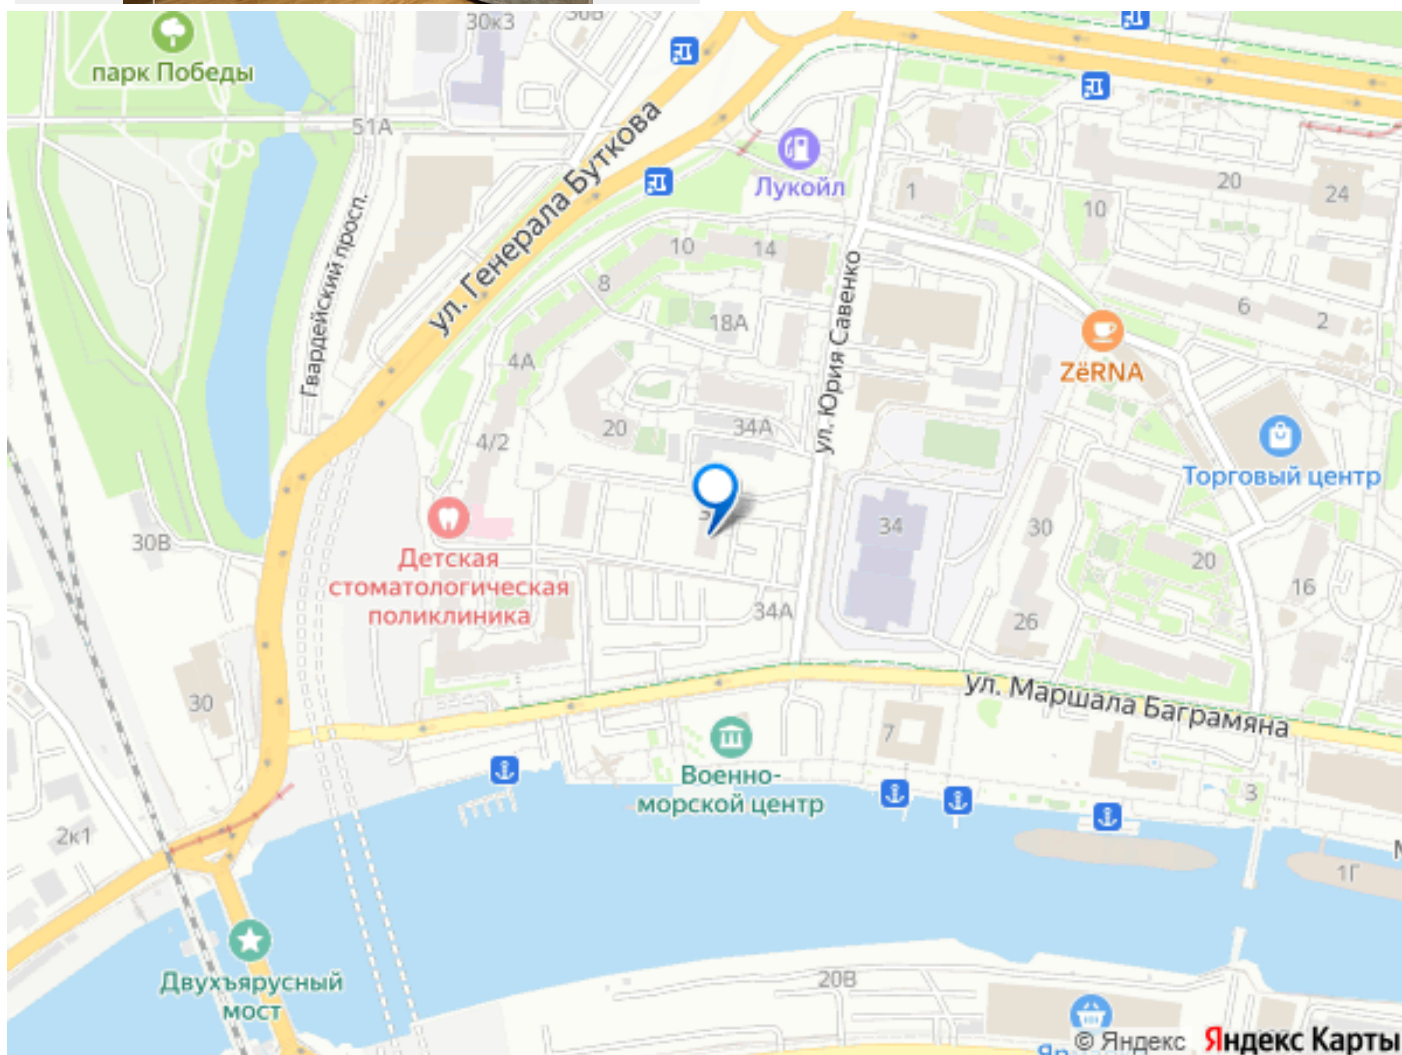 30к3
парк Победы
51А
ул. Генерала Буткова
Гвардейский просп.
Лукойл
1
20
24
10
10
14
8
18А
ул. Юрия Савенко
6
2
4А
ZёRNA
20
34А
4/2
Торговый центр
34
30
30В
Детская
стоматологическая
поликлиника
20
16
34А
26
30
ул. Маршала Баграмяна
7
Военно-
морской центр
3
2к1
1Г
Двухъярусный
мост
20В
© Яндекс Яндекс Карты